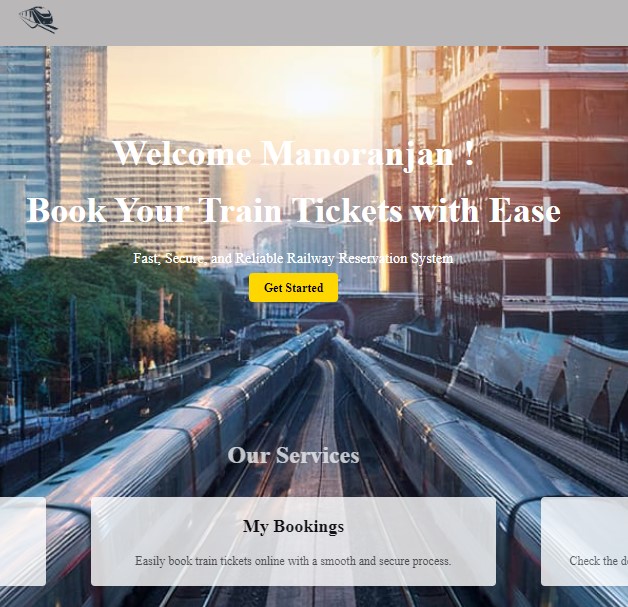 Welcome Manoranjan !
Book Your Train Tickets with Ease
Fast, Secure, and Reliable Railway Reservation System
Get Started
Our Services
My Bookings
Easily book train tickets online with a smooth and secure process.
Check the